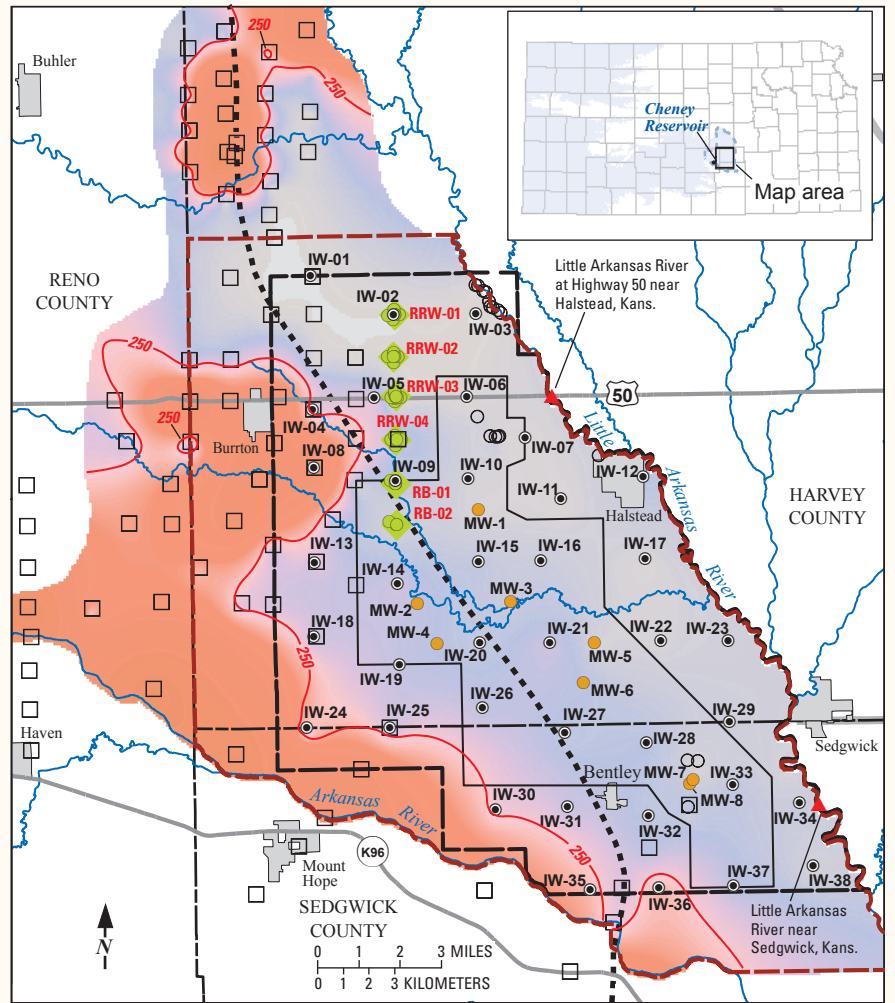 250
250
Buhler
Cheney
Reservoir
Map area
RENO
COUNTY
IW-01
Little Arkansas River
at Highway 50 near
Halstead, Kans.
IW-02
RRW-01
IW-03
RRW-02
250
50
IW-05
RRW-03
IW-06
250
Burrton
IW-04
RRW-04
IW-07
Little
Arkansas
River
IW-08
IW-09
IW-10
IW-12
RB-01
IW-11
HARVEY
COUNTY
Halstead
RB-02
MW-1
IW-13
IW-15
IW-16
IW-17
IW-14
MW-3
MW-2
IW-18
MW-4
IW-20
IW-21
IW-22
IW-23
MW-5
IW-19
250
MW-6
IW-26
IW-24
IW-25
IW-27
IW-29
Haven
IW-28
Sedgwick
Bentley
MW-7
IW-33
Arkansas
River
IW-30
IW-31
MW-8
IW-34
IW-32
Mount
Hope
K96
250
IW-35
IW-36
IW-37
IW-38
SEDGWICK
COUNTY
Little Arkansas
River near
Sedgwick, Kans.
N
0 1 2 3 MILES
0 1 2 3 KILOMETERS